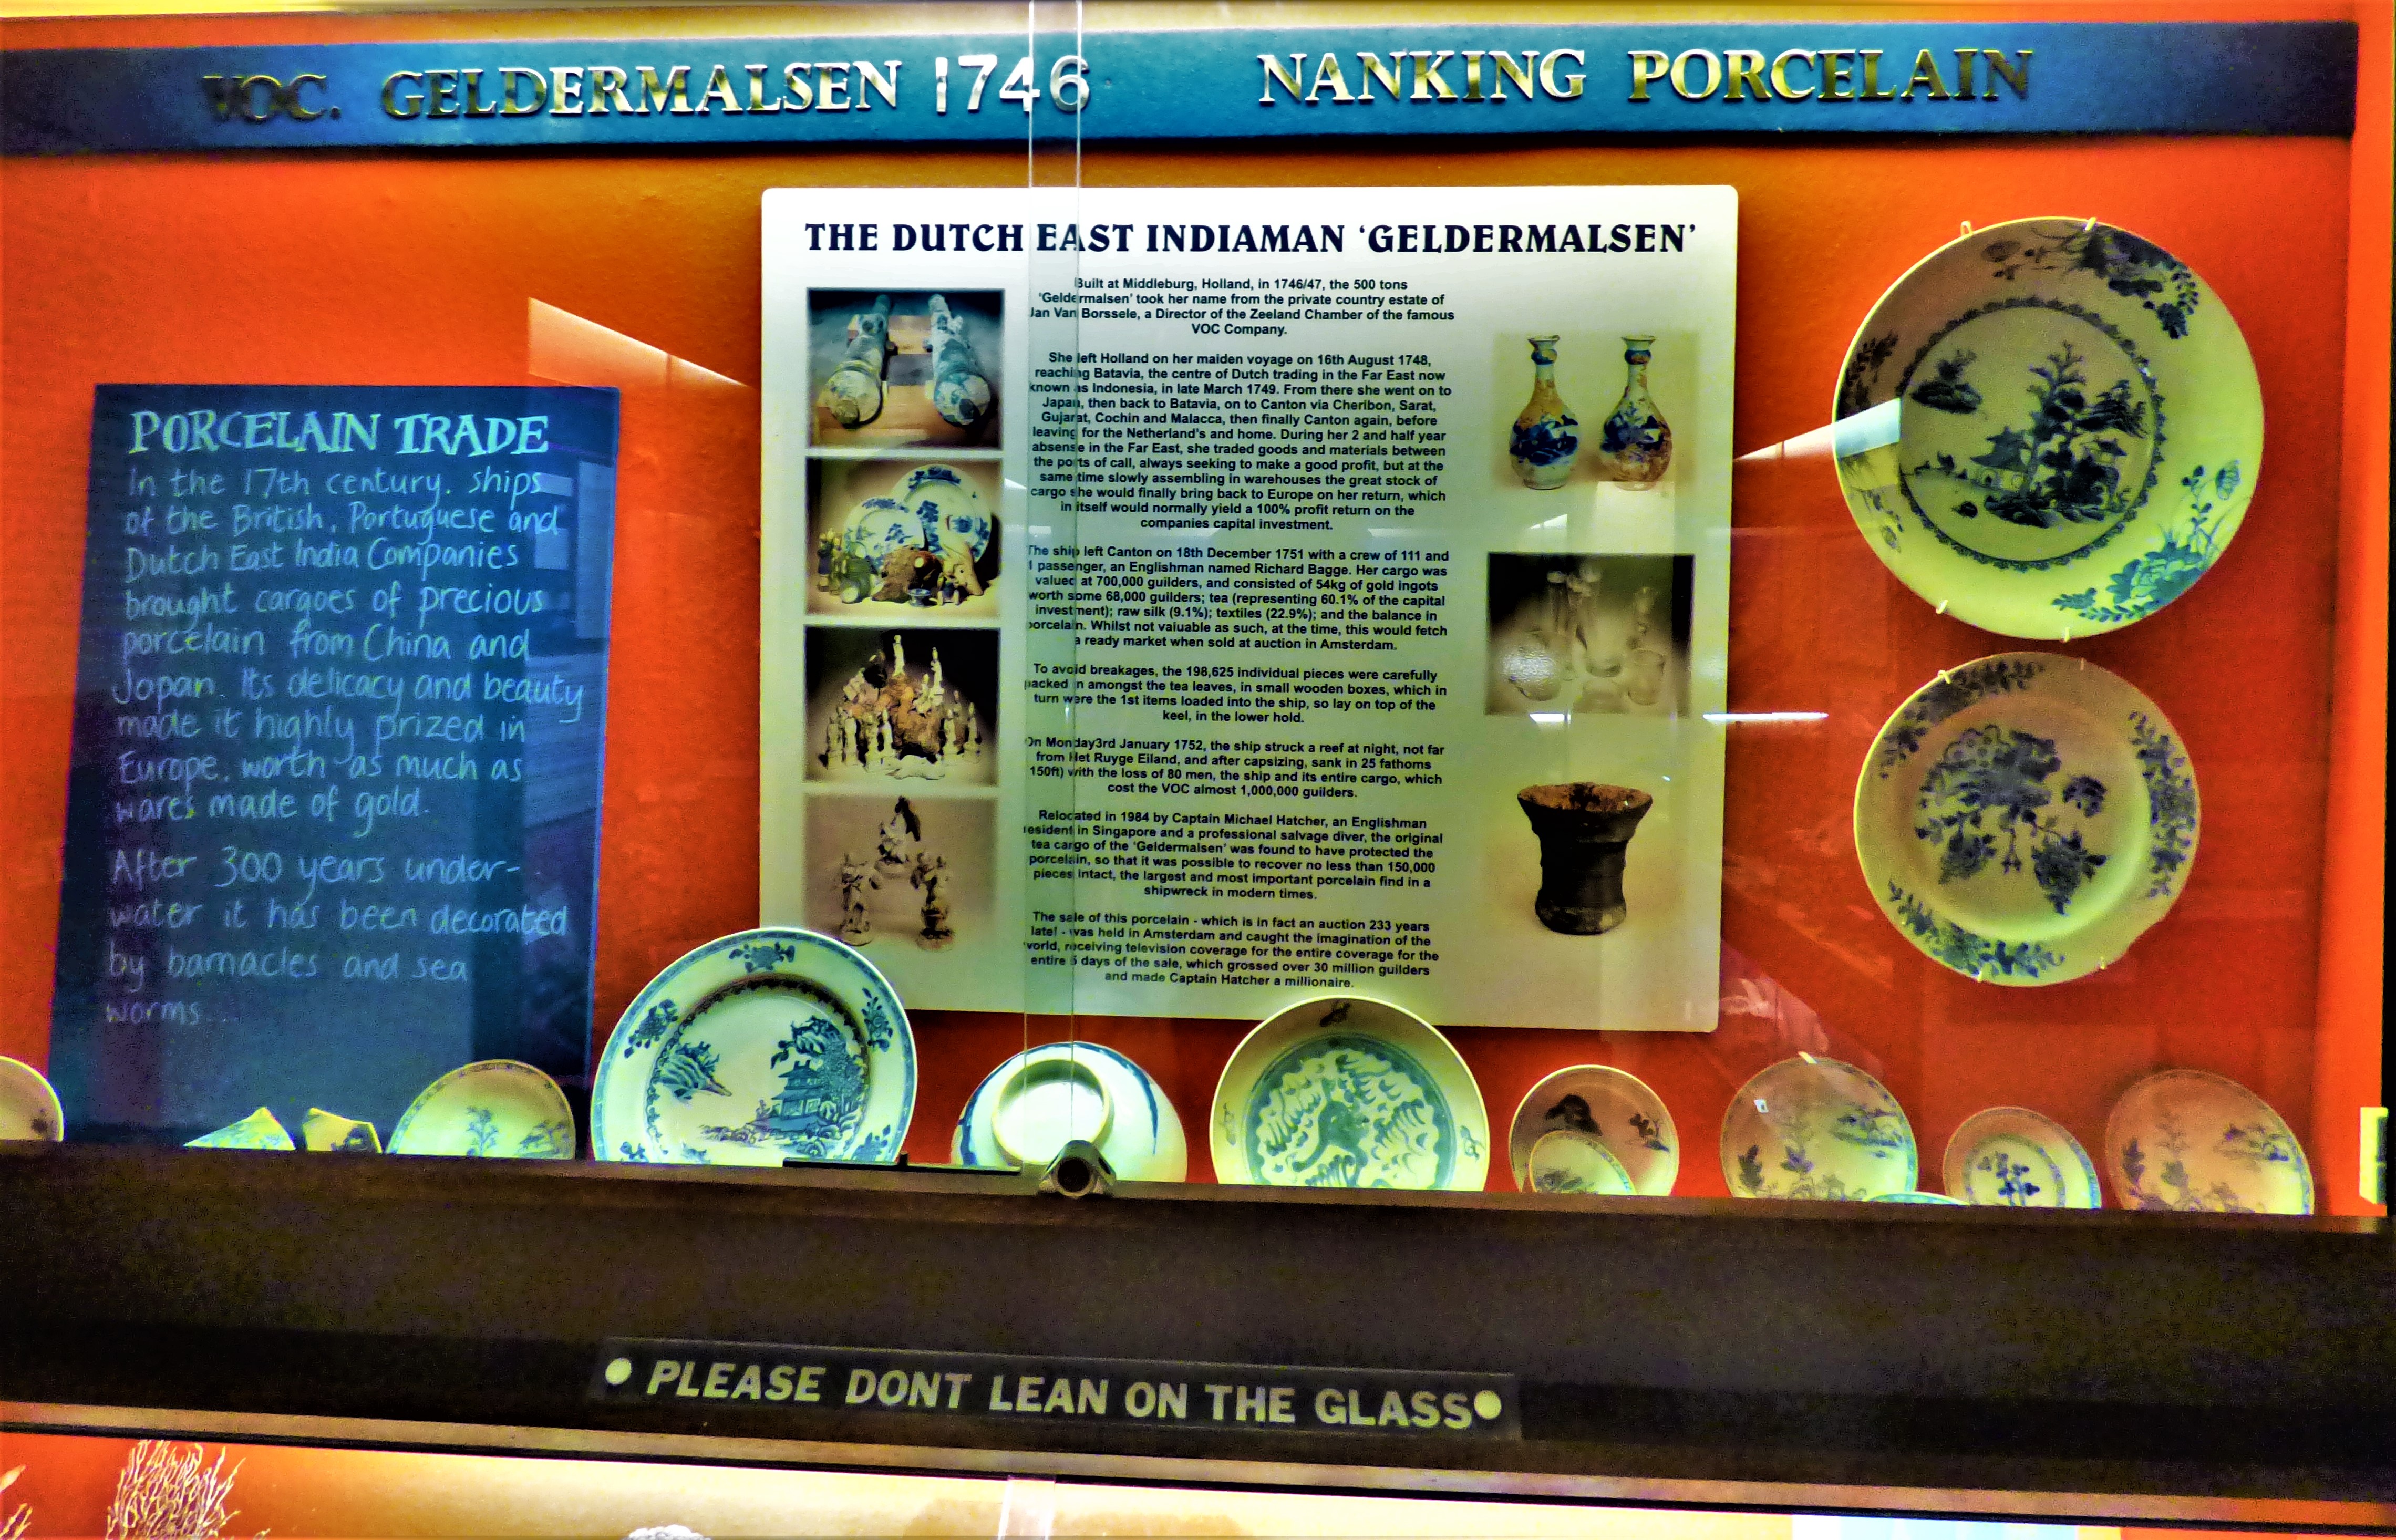 VOC. GELDERMALSEN 1746 NANKING PORCELAIN
PORCELAIN TRADE
In the 17th century, ships
of the British, Portuguese and
Dutch East India Companies
brought cargoes of precious
porcelain from China and
Japan. Its delicacy and beauty
made it highly prized in
Europe, worth as much as
wares made of gold.
After 300 years under-
water it has been decorated
by barnacles and sea
worms...
THE DUTCH EAST INDIAMAN ‘GELDERMALSEN’
Built at Middleburg, Holland, in 1746/47, the 500 tons
‘Geldermalsen’ took her name from the private country estate of
Jan Van Borssele, a Director of the Zeeland Chamber of the famous
VOC Company.
She left Holland on her maiden voyage on 16th August 1748,
reaching Batavia, the centre of Dutch trading in the Far East now
known as Indonesia, in late March 1749. From there she went on to
Japan, then back to Batavia, on to Canton via Cheribon, Sarat,
Gujarat, Cochin and Malacca, then finally Canton again, before
leaving for the Netherland's and home. During her 2 and half year
absense in the Far East, she traded goods and materials between
the ports of call, always seeking to make a good profit, but at the
same time slowly assembling in warehouses the great stock of
cargo she would finally bring back to Europe on her return, which
in itself would normally yield a 100% profit return on the
companies capital investment.
The ship left Canton on 18th December 1751 with a crew of 111 and
1 passenger, an Englishman named Richard Bagge. Her cargo was
valued at 700,000 guilders, and consisted of 54kg of gold ingots
worth some 68,000 guilders; tea (representing 60.1% of the capital
investment); raw silk (9.1%); textiles (22.9%); and the balance in
porcelain. Whilst not valuable as such, at the time, this would fetch
a ready market when sold at auction in Amsterdam.
To avoid breakages, the 198,625 individual pieces were carefully
packed in amongst the tea leaves, in small wooden boxes, which in
turn were the 1st items loaded into the ship, so lay on top of the
keel, in the lower hold.
On Monday3rd January 1752, the ship struck a reef at night, not far
from Het Ruyge Eiland, and after capsizing, sank in 25 fathoms
150ft) with the loss of 80 men, the ship and its entire cargo, which
cost the VOC almost 1,000,000 guilders.
Relocated in 1984 by Captain Michael Hatcher, an Englishman
resident in Singapore and a professional salvage diver, the original
tea cargo of the ‘Geldermalsen’ was found to have protected the
porcelain, so that it was possible to recover no less than 150,000
pieces intact, the largest and most important porcelain find in a
shipwreck in modern times.
The sale of this porcelain - which is in fact an auction 233 years
late! - was held in Amsterdam and caught the imagination of the
world, receiving television coverage for the entire coverage for the
entire 5 days of the sale, which grossed over 30 million guilders
and made Captain Hatcher a millionaire.
PLEASE DONT LEAN ON THE GLASS